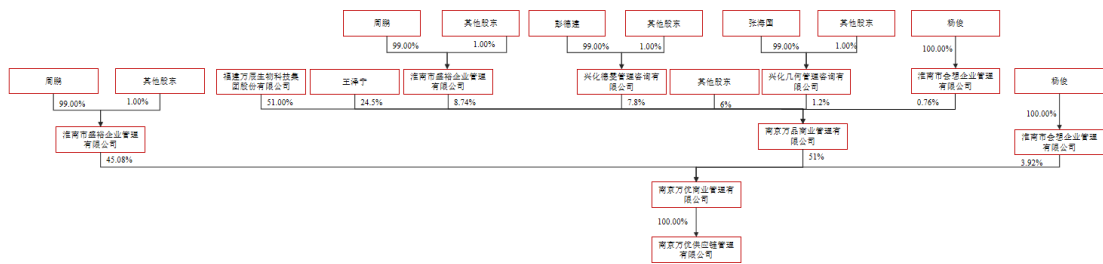 周鹏
其他股东
彭德建
其他股东
张海国
其他股东
杨俊
99.00%
1.00%
99.00%
1.00%
99.00%
1.00%
100.00%
周鹏
其他股东
福建万辰生物科技集
团股份有限公司
王泽宁
淮南市盛裕企业管理
有限公司
兴化德旻管理咨询有
限公司
其他股东
兴化几何管理咨询有
限公司
淮南市会想企业管理
有限公司
杨俊
99.00%
1.00%
51.00%
24.5%
8.74%
7.8%
6%
1.2%
0.76%
100.00%
淮南市盛裕企业管理
有限公司
南京万品商业管理有
限公司
淮南市会想企业管理
有限公司
45.08%
51%
3.92%
南京万优商业管理有
限公司
100.00%
南京万优供应链管理
有限公司